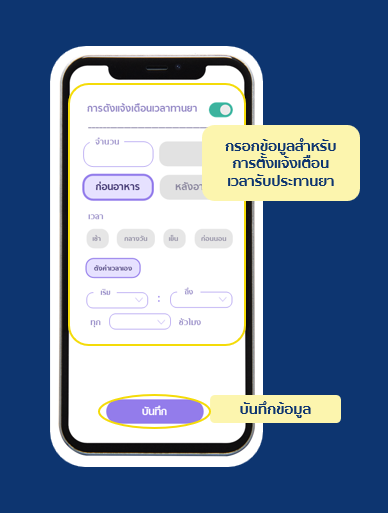 การตั้งแจ้งเตือนเวลาทานยา
จำนวน
ก่อนอาหาร
หลังอา
กรอกข้อมูลสำหรับ
การตั้งแจ้งเตือน
เวลารับประทานยา
เวลา
เช้า กลางวัน เย็น ก่อนนอน
ตั้งค่าเวลาเอง
เริ่ม : ถึง
ทุก ชั่วโมง
บันทึก
บันทึกข้อมูล